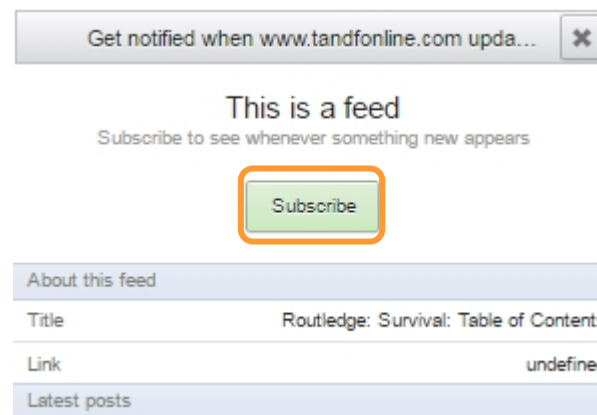 Get notified when www.tandfonline.com upda...
This is a feed
Subscribe to see whenever something new appears
Subscribe
About this feed
Title Routledge: Survival: Table of Content
Link undefine
Latest posts